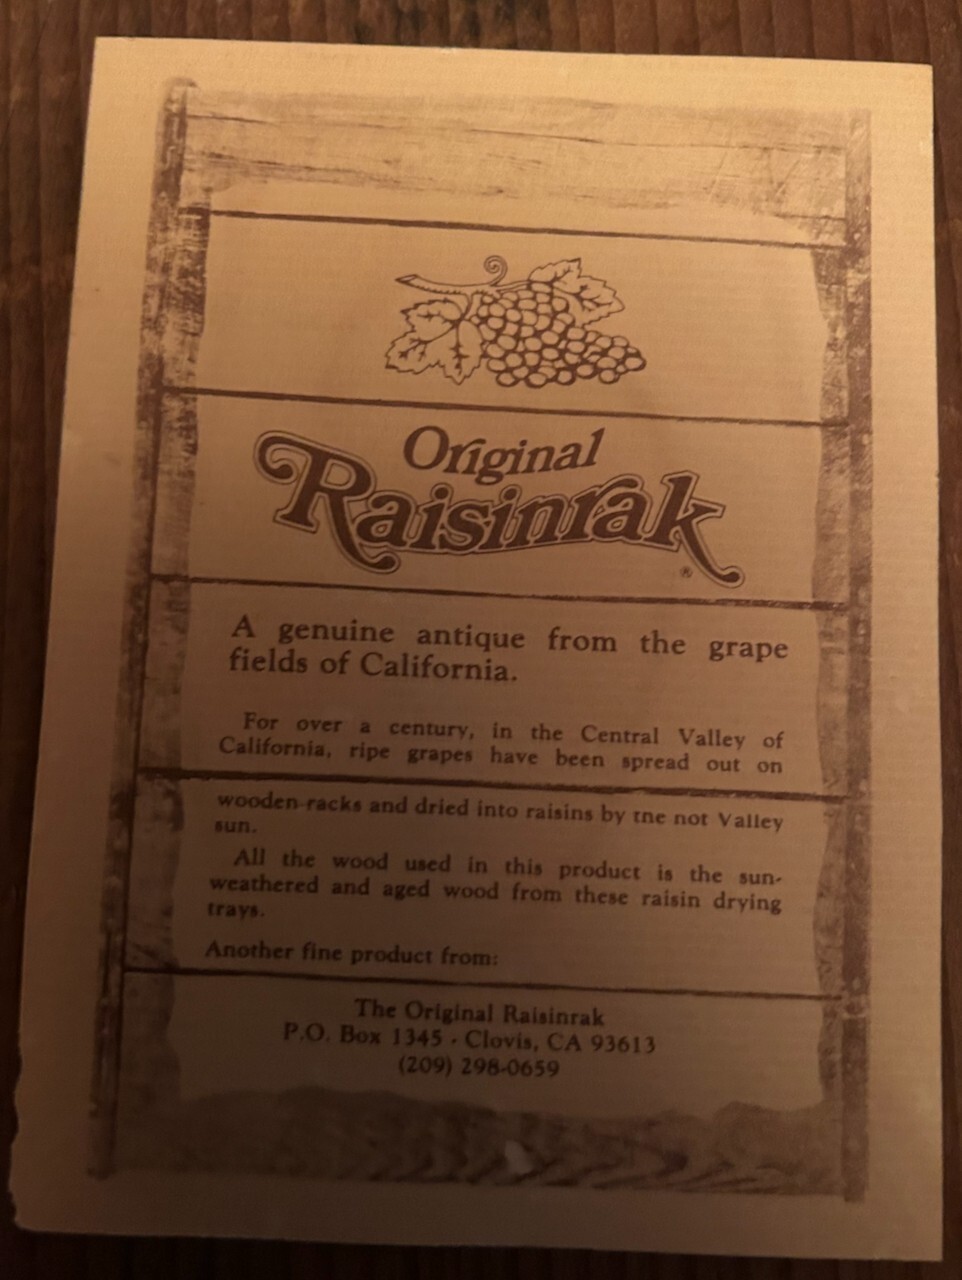 Original
Raisinrak
®
A genuine antique from the grape
fields of California.
For over a century, in the Central Valley of
California, ripe grapes have been spread out on
wooden racks and dried into raisins by the hot Valley
sun.
All the wood used in this product is the sun-
weathered and aged wood from these raisin drying
trays.
Another fine product from:
The Original Raisinrak
P.O. Box 1345 · Clovis, CA 93613
(209) 298-0659